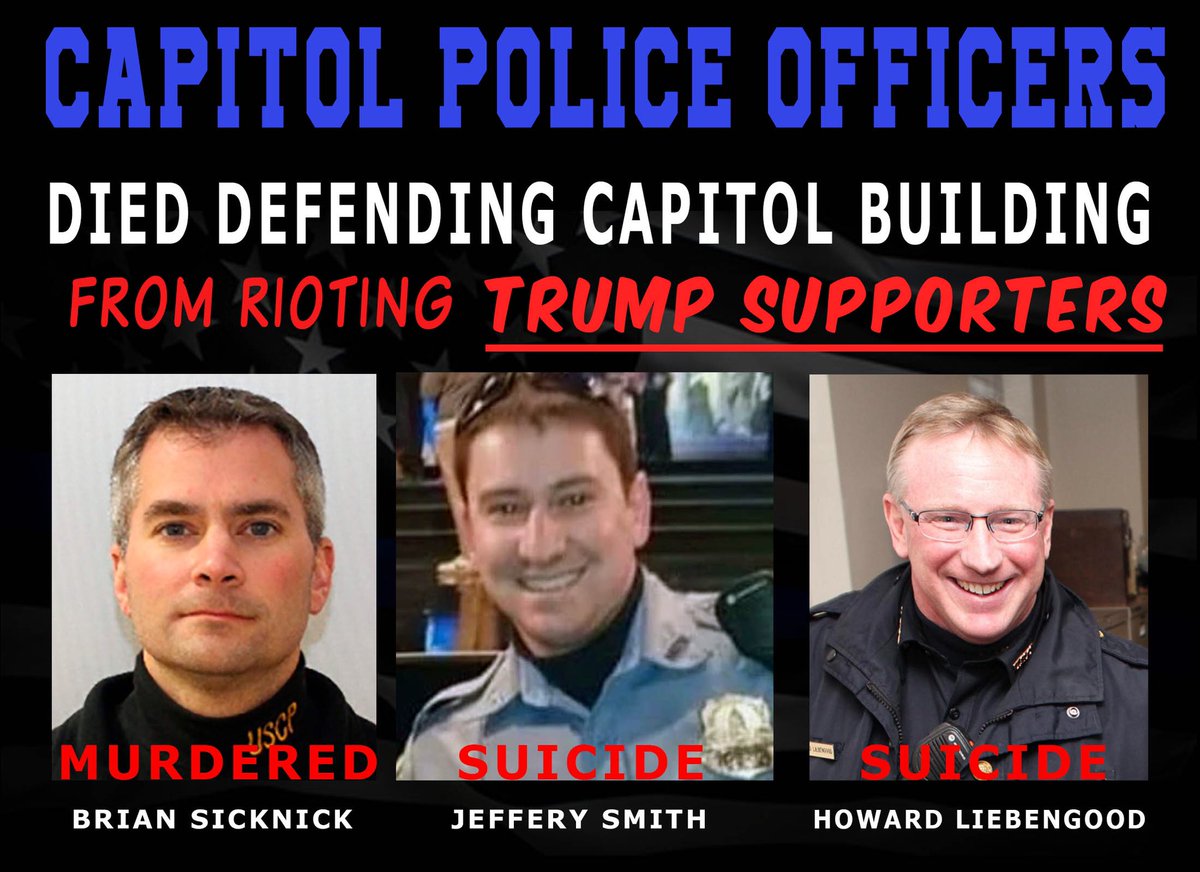 CAPITOL POLICE OFFICERS
DIED DEFENDING CAPITOL BUILDING
FROM RIOTING TRUMP SUPPORTERS
USCP
MURDERED SUICIDE SUICIDE
BRIAN SICKNICK JEFFERY SMITH HOWARD LIEBENGOOD